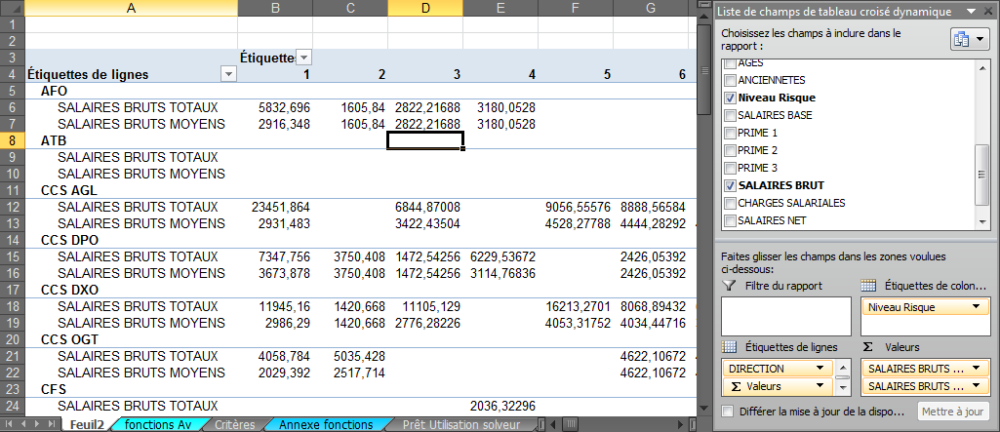 A B C D E F G
Liste de champs de tableau croisé dynamique
1
2
3 Étiquettes
4 Étiquettes de lignes 1 2 3 4 5 6
5 AFO
6 SALAIRES BRUTS TOTAUX 5832,696 1605,84 2822,21688 3180,0528
7 SALAIRES BRUTS MOYENS 2916,348 1605,84 2822,21688 3180,0528
8 ATB
9 SALAIRES BRUTS TOTAUX
10 SALAIRES BRUTS MOYENS
11 CCS AGL
12 SALAIRES BRUTS TOTAUX 23451,864 6844,87008 9056,55576 8888,56584
13 SALAIRES BRUTS MOYENS 2931,483 3422,43504 4528,27788 4444,28292
14 CCS DPO
15 SALAIRES BRUTS TOTAUX 7347,756 3750,408 1472,54256 6229,53672 2426,05392
16 SALAIRES BRUTS MOYENS 3673,878 3750,408 1472,54256 3114,76836 2426,05392
17 CCS DXO
18 SALAIRES BRUTS TOTAUX 11945,16 1420,668 11105,129 16213,2701 8068,89432
19 SALAIRES BRUTS MOYENS 2986,29 1420,668 2776,28226 4053,31752 4034,44716
20 CCS OGT
21 SALAIRES BRUTS TOTAUX 4058,784 5035,428 4622,10672
22 SALAIRES BRUTS MOYENS 2029,392 2517,714 4622,10672
23 CFS
24 SALAIRES BRUTS TOTAUX 2036,32296
Feuil2 fonctions Av Critères Annexe fonctions Prêt Utilisation solveur
Choisissez les champs à inclure dans le
rapport :
AGES
ANCIENNETES
Niveau Risque
SALAIRES BASE
PRIME 1
PRIME 2
PRIME 3
SALAIRES BRUT
CHARGES SALARIALES
SALAIRES NET
Faites glisser les champs dans les zones voulues
ci-dessous:
Filtre du rapport Étiquettes de colon...
Niveau Risque
Étiquettes de lignes Σ Valeurs
DIRECTION SALAIRES BRUTS ...
Σ Valeurs SALAIRES BRUTS ...
Différer la mise à jour de la dispo... Mettre à jour